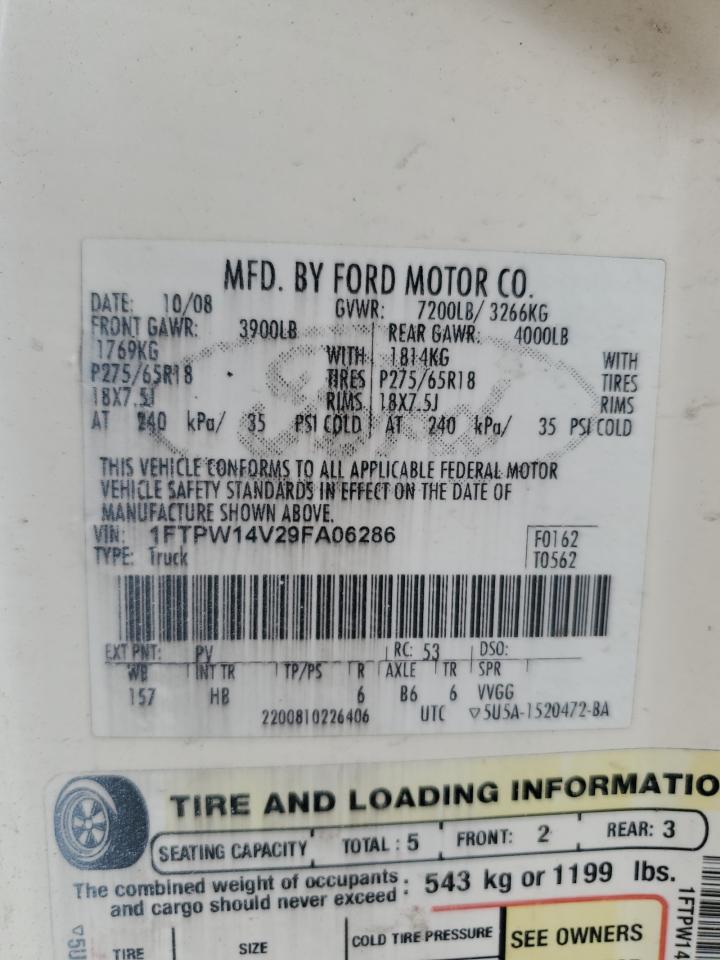 MFD. BY FORD MOTOR CO.
DATE: 10/08 GVWR: 7200LB/ 3266KG
FRONT GAWR: 3900LB REAR GAWR: 4000LB
1769KG WITH 1814KG WITH
P275/65R18 TIRES P275/65R18 TIRES
18X7.5J RIMS 18X7.5J RIMS
AT 240 kPa/ 35 PSI COLD AT 240 kPa/ 35 PSI COLD
Ford
THIS VEHICLE CONFORMS TO ALL APPLICABLE FEDERAL MOTOR
VEHICLE SAFETY STANDARDS IN EFFECT ON THE DATE OF
MANUFACTURE SHOWN ABOVE.
VIN: 1FTPW14V29FA06286 F0162
TYPE: Truck T0562
EXT PNT: PV RC: 53 DSO:
WB INT TR TP/PS R AXLE TR SPR
157 HB 6 B6 6 VVGG
2200810226406 UTC ▽5U5A-1520472-BA
TIRE AND LOADING INFORMATIO
SEATING CAPACITY TOTAL : 5 FRONT: 2 REAR: 3
The combined weight of occupants : 543 kg or 1199 lbs.
and cargo should never exceed :
TIRE SIZE COLD TIRE PRESSURE SEE OWNERS
▽5U
1FTPW14